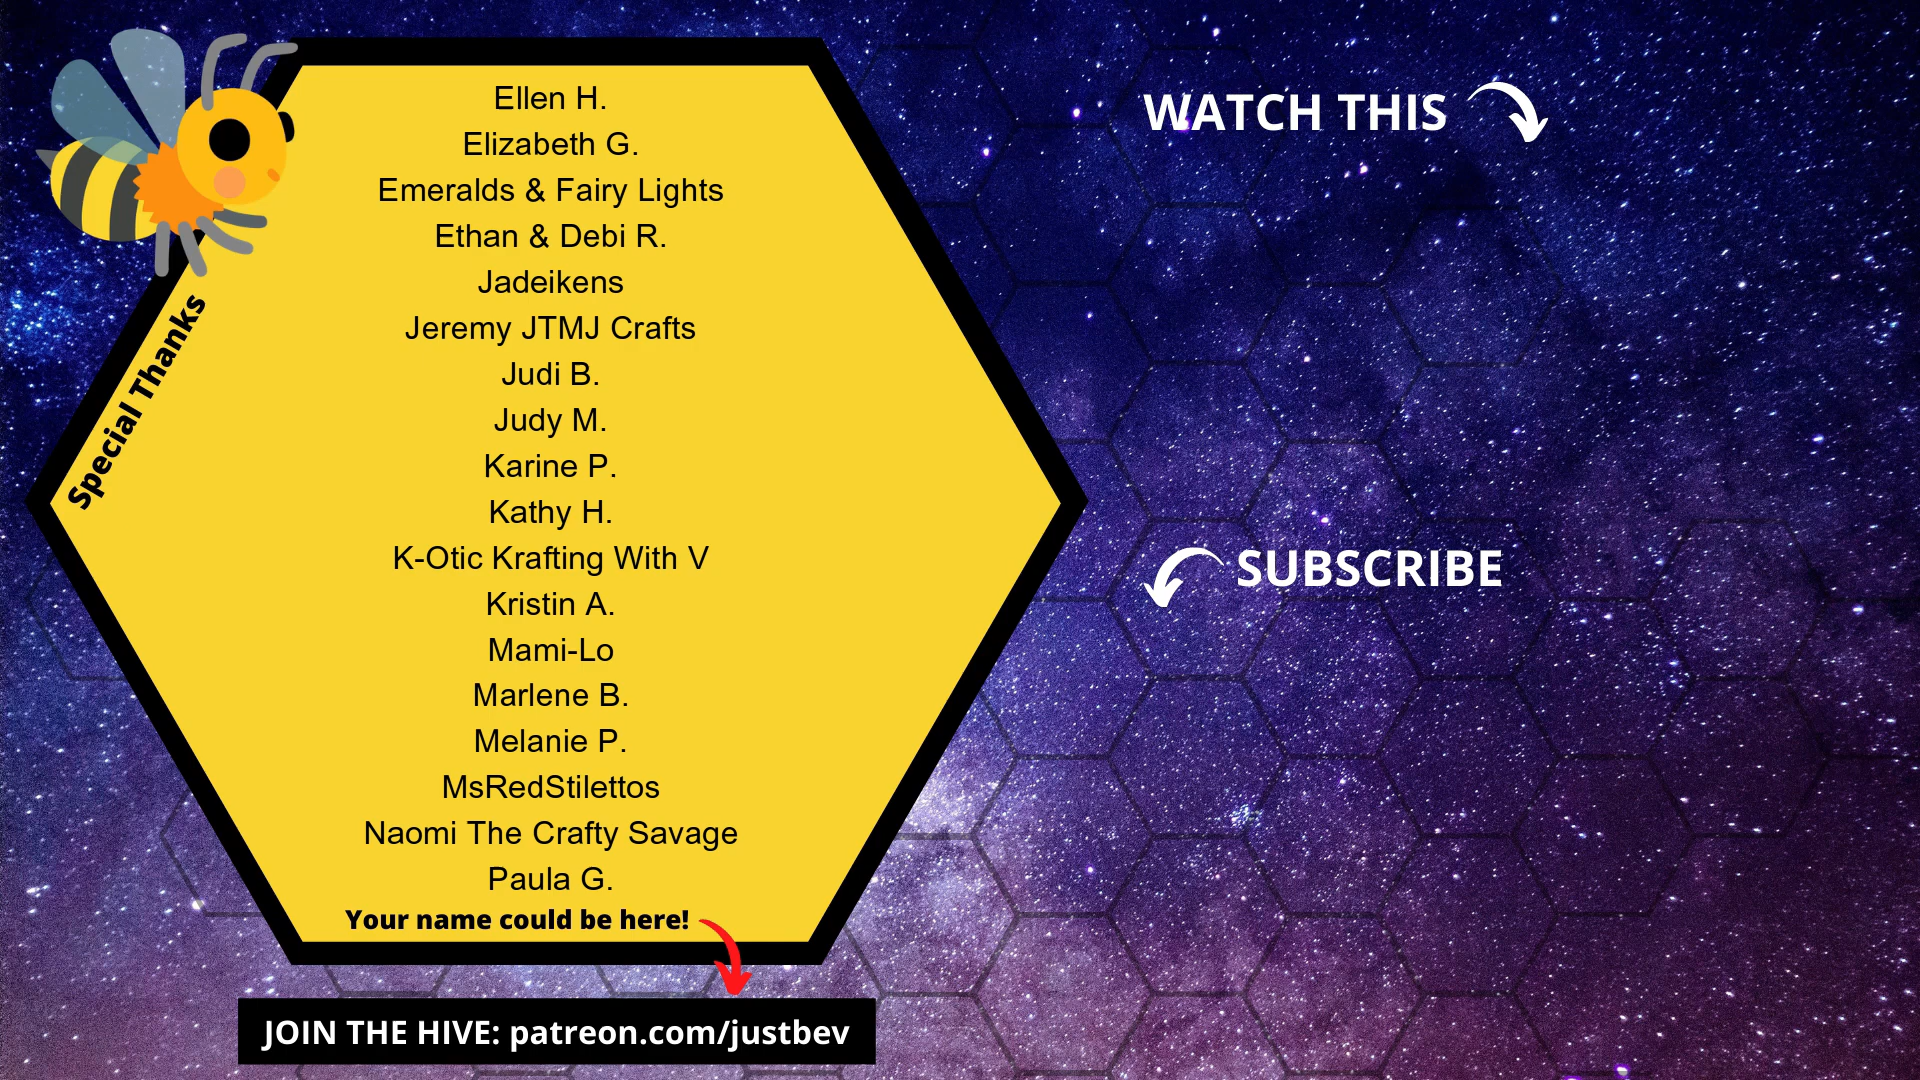 Special Thanks
Ellen H.
Elizabeth G.
Emeralds & Fairy Lights
Ethan & Debi R.
Jadeikens
Jeremy JTMJ Crafts
Judi B.
Judy M.
Karine P.
Kathy H.
K-Otic Krafting With V
Kristin A.
Mami-Lo
Marlene B.
Melanie P.
MsRedStilettos
Naomi The Crafty Savage
Paula G.
Your name could be here!
JOIN THE HIVE: patreon.com/justbev
WATCH THIS
SUBSCRIBE